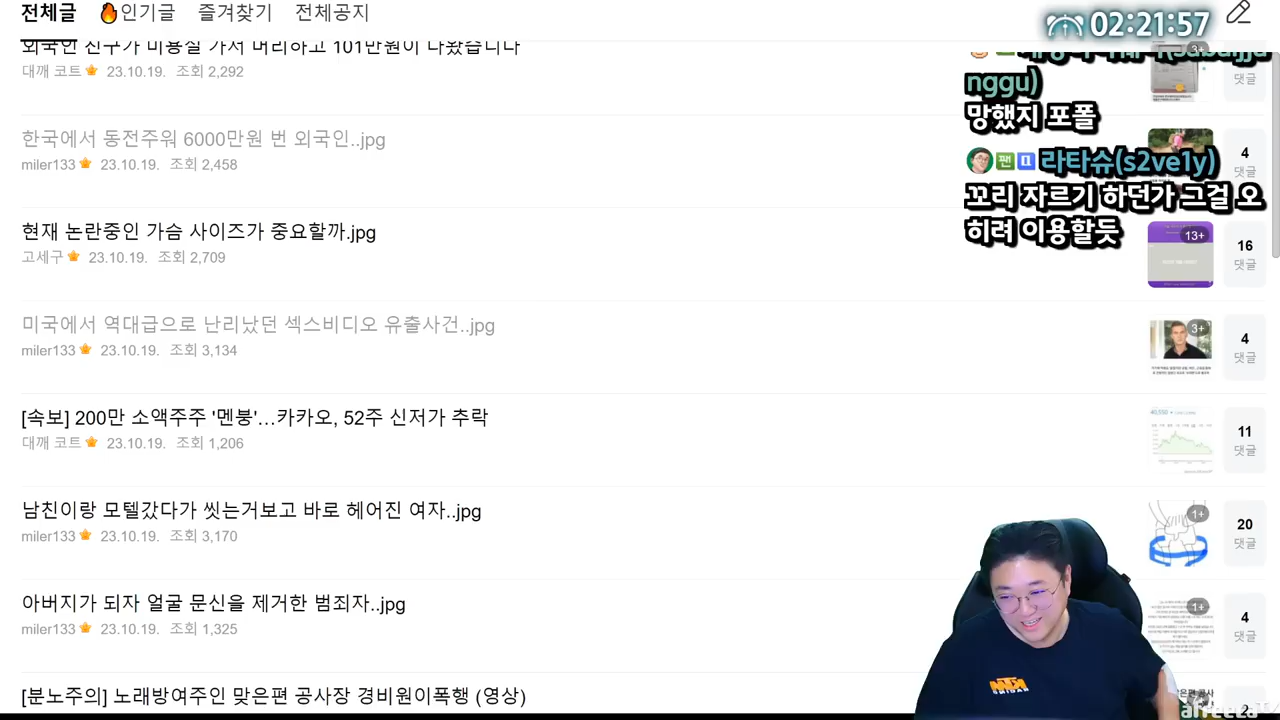 전체글 🔥인기글 즐겨찾기 전체공지
02:21:57
외국인 친구가 미용실 가서 머리하고 101만원이 나왔습니다
대깨 코트 23.10.19. 조회 2,292
3+
댓글
nggu)
망했지 포폴
한국에서 동전주워 6000만원 번 외국인..jpg
miler133 23.10.19. 조회 2,458
4
댓글
팬 라타슈(s2ve1y)
꼬리 자르기 하던가 그걸 오
히려 이용할듯
현재 논란중인 가슴 사이즈가 중요할까.jpg
고세구 23.10.19. 조회 2,709
13+
16
댓글
미국에서 역대급으로 난리났던 섹스비디오 유출사건..jpg
miler133 23.10.19. 조회 3,134
3+
4
댓글
[속보] 200만 소액주주 '멘붕'…카카오, 52주 신저가 추락
대깨 코트 23.10.19. 조회 1,206
11
댓글
남친이랑 모텔갔다가 씻는거보고 바로 헤어진 여자..jpg
miler133 23.10.19. 조회 3,170
1+
20
댓글
아버지가 되자 얼굴 문신을 제거한 범죄자..jpg
miler133 23.10.19. 조회 1,125
1+
4
댓글
[분노주의] 노래방여주인 맞은편 공사장 경비원이폭행 (영상)
2
KTM
RACING
afreecaTV